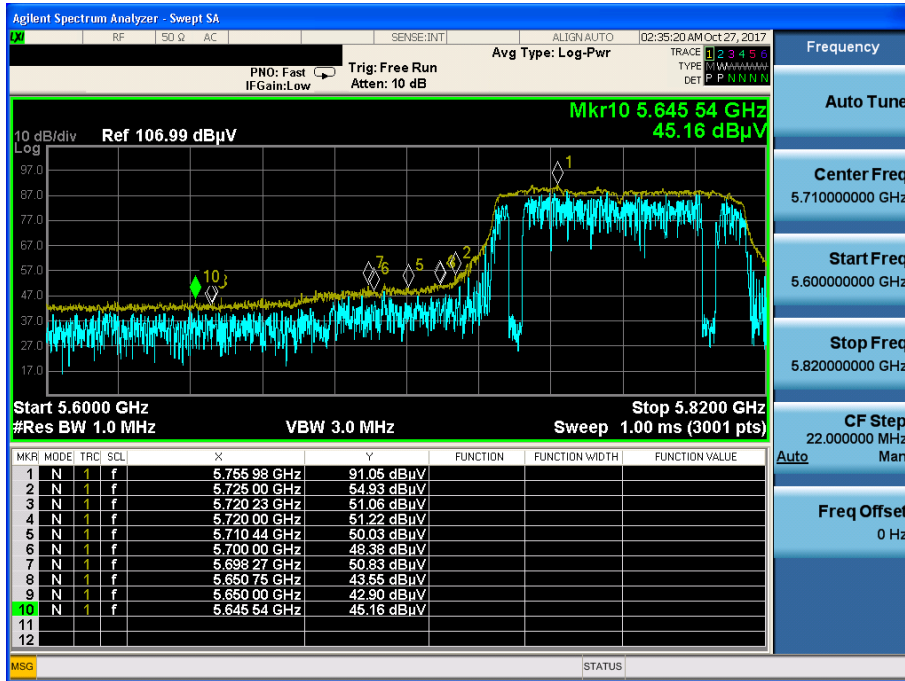 Agilent Spectrum Analyzer - Swept SA
LXI RF 50 Ω AC SENSE:INT ALIGN AUTO 02:35:20 AM Oct 27, 2017
Frequency
Avg Type: Log-Pwr TRACE 1 2 3 4 5 6
PNO: Fast Trig: Free Run TYPE M WWWWW
IFGain:Low Atten: 10 dB DET P P N N N N
Auto Tune
Mkr10 5.645 54 GHz
10 dB/div Ref 106.99 dBµV 45.16 dBµV
Log
97.0
87.0
77.0
67.0
57.0
47.0
37.0
27.0
17.0
1
2
5
7
6
10
Center Freq
5.710000000 GHz
Start Freq
5.600000000 GHz
Stop Freq
5.820000000 GHz
Start 5.6000 GHz Stop 5.8200 GHz
#Res BW 1.0 MHz VBW 3.0 MHz Sweep 1.00 ms (3001 pts)
CF Step
22.000000 MHz
Auto Man
Freq Offset
0 Hz
MKR MODE TRC SCL X Y FUNCTION FUNCTION WIDTH FUNCTION VALUE
1 N 1 f 5.755 98 GHz 91.05 dBµV
2 N 1 f 5.725 00 GHz 54.93 dBµV
3 N 1 f 5.720 23 GHz 51.06 dBµV
4 N 1 f 5.720 00 GHz 51.22 dBµV
5 N 1 f 5.710 44 GHz 50.03 dBµV
6 N 1 f 5.700 00 GHz 48.38 dBµV
7 N 1 f 5.698 27 GHz 50.83 dBµV
8 N 1 f 5.650 75 GHz 43.55 dBµV
9 N 1 f 5.650 00 GHz 42.90 dBµV
10 N 1 f 5.645 54 GHz 45.16 dBµV
11
12
MSG STATUS